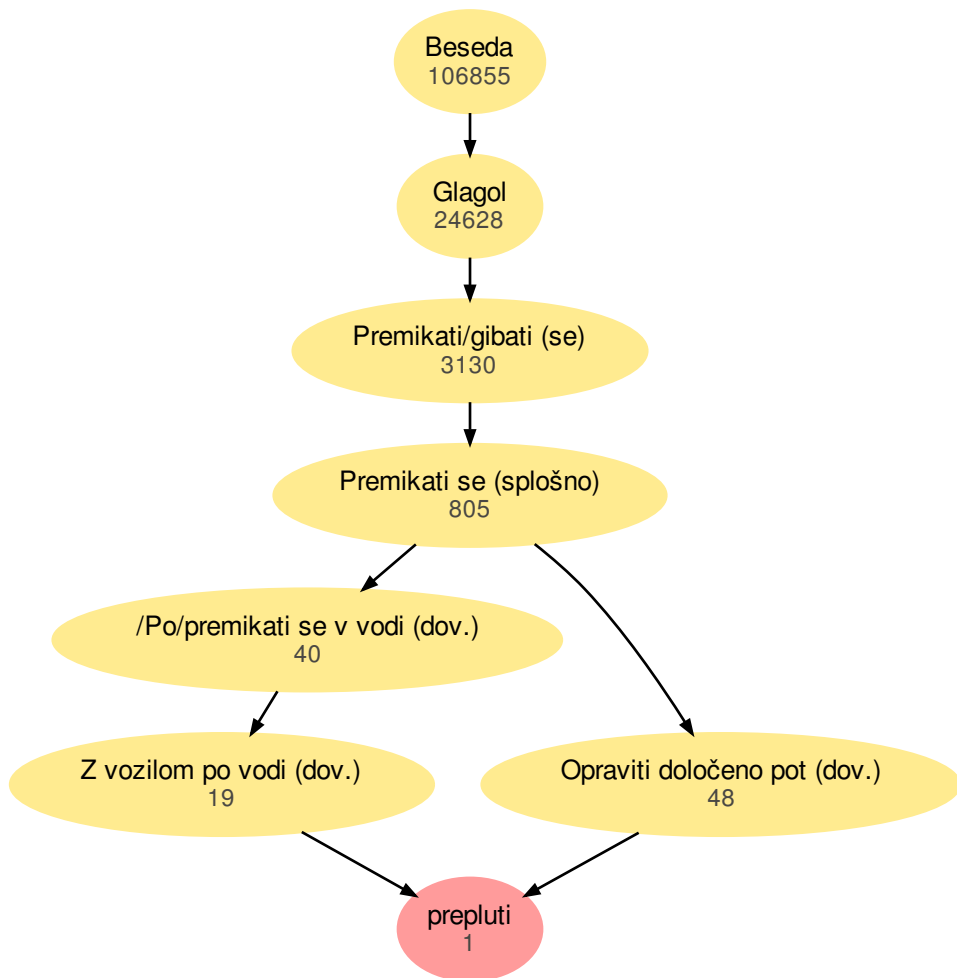 Beseda
106855
Glagol
24628
Premikati/gibati (se)
3130
Premikati se (splošno)
805
/Po/premikati se v vodi (dov.)
40
Z vozilom po vodi (dov.)
19
Opraviti določeno pot (dov.)
48
prepluti
1